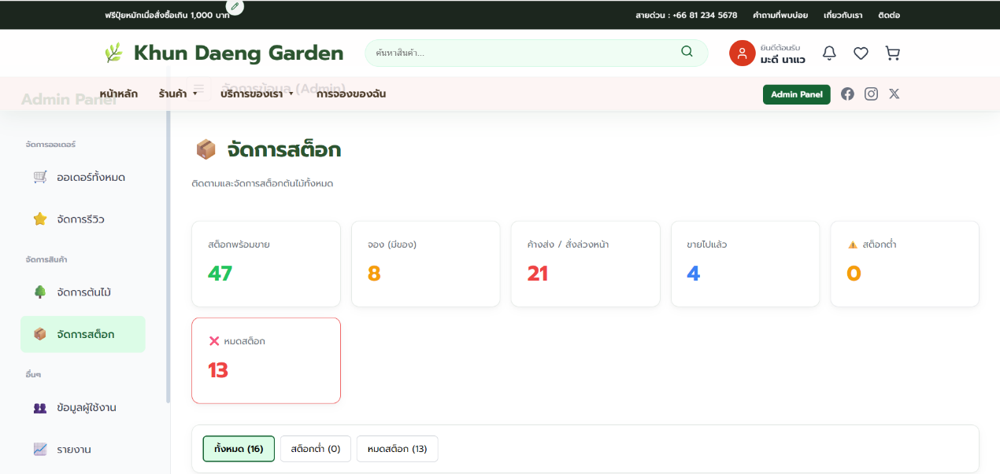 ฟรีปุ๋ยหมักเมื่อสั่งซื้อเกิน 1,000 บาท
สายด่วน : +66 81 234 5678 คำถามที่พบบ่อย เกี่ยวกับเรา ติดต่อ
Khun Daeng Garden
ค้นหาสินค้า...
ยินดีต้อนรับ
มะดี นาแว
Admin Panel
จัดการข้อมูล (Admin)
หน้าหลัก ร้านค้า บริการของเรา การจองของฉัน
Admin Panel
จัดการออเดอร์
ออเดอร์ทั้งหมด
จัดการรีวิว
จัดการสินค้า
จัดการต้นไม้
จัดการสต็อก
อื่นๆ
ข้อมูลผู้ใช้งาน
รายงาน
จัดการสต็อก
ติดตามและจัดการสต็อกต้นไม้ทั้งหมด
สต็อกพร้อมขาย
47
จอง (มีของ)
8
ค้างส่ง / สั่งล่วงหน้า
21
ขายไปแล้ว
4
สต็อกต่ำ
0
หมดสต็อก
13
ทั้งหมด (16) สต็อกต่ำ (0) หมดสต็อก (13)